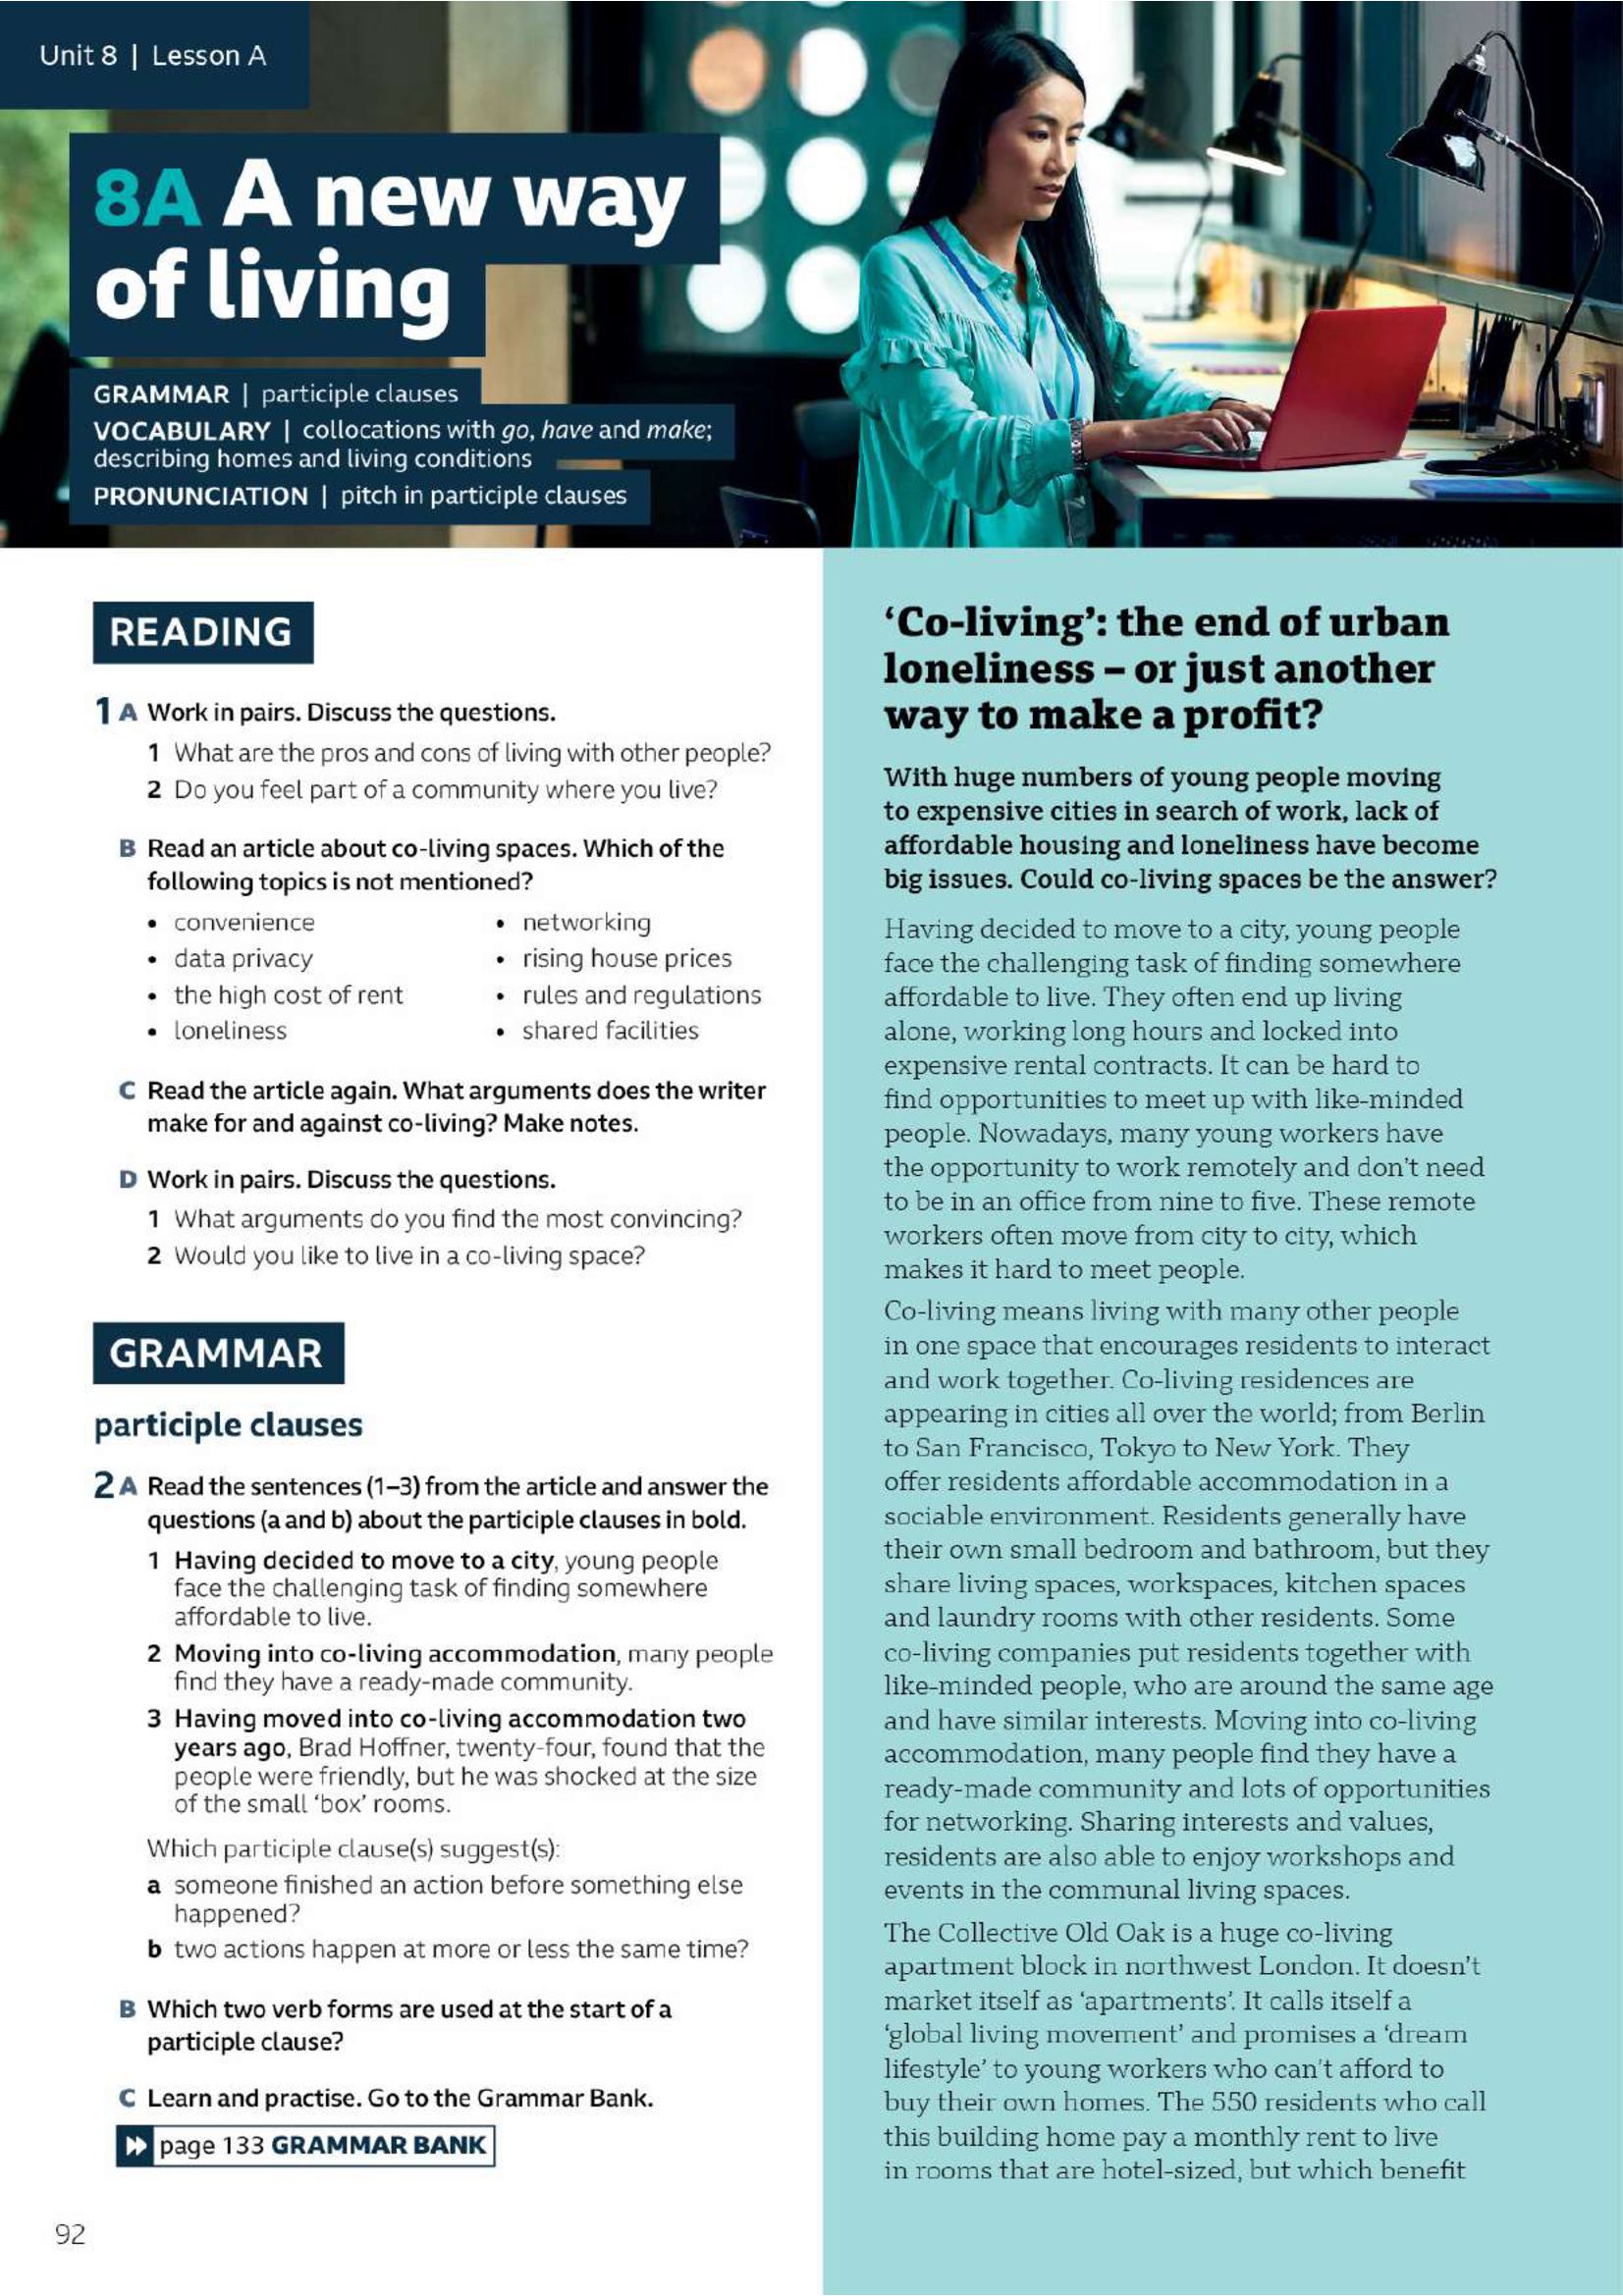 Unit 8 | Lesson A
8A A new way
of living
GRAMMAR | participle clauses
VOCABULARY | collocations with go, have and make;
describing homes and living conditions
PRONUNCIATION | pitch in participle clauses
READING
1 A Work in pairs. Discuss the questions.
1 What are the pros and cons of living with other people?
2 Do you feel part of a community where you live?
B Read an article about co-living spaces. Which of the
following topics is not mentioned?
• convenience
• data privacy
• the high cost of rent
• loneliness
• networking
• rising house prices
• rules and regulations
• shared facilities
C Read the article again. What arguments does the writer
make for and against co-living? Make notes.
D Work in pairs. Discuss the questions.
1 What arguments do you find the most convincing?
2 Would you like to live in a co-living space?
GRAMMAR
participle clauses
2 A Read the sentences (1–3) from the article and answer the
questions (a and b) about the participle clauses in bold.
1 Having decided to move to a city, young people
face the challenging task of finding somewhere
affordable to live.
2 Moving into co-living accommodation, many people
find they have a ready-made community.
3 Having moved into co-living accommodation two
years ago, Brad Hoffner, twenty-four, found that the
people were friendly, but he was shocked at the size
of the small ‘box’ rooms.
Which participle clause(s) suggest(s):
a someone finished an action before something else
happened?
b two actions happen at more or less the same time?
B Which two verb forms are used at the start of a
participle clause?
C Learn and practise. Go to the Grammar Bank.
page 133 GRAMMAR BANK
92
‘Co-living’: the end of urban
loneliness – or just another
way to make a profit?
With huge numbers of young people moving
to expensive cities in search of work, lack of
affordable housing and loneliness have become
big issues. Could co-living spaces be the answer?
Having decided to move to a city, young people
face the challenging task of finding somewhere
affordable to live. They often end up living
alone, working long hours and locked into
expensive rental contracts. It can be hard to
find opportunities to meet up with like-minded
people. Nowadays, many young workers have
the opportunity to work remotely and don’t need
to be in an office from nine to five. These remote
workers often move from city to city, which
makes it hard to meet people.
Co-living means living with many other people
in one space that encourages residents to interact
and work together. Co-living residences are
appearing in cities all over the world; from Berlin
to San Francisco, Tokyo to New York. They
offer residents affordable accommodation in a
sociable environment. Residents generally have
their own small bedroom and bathroom, but they
share living spaces, workspaces, kitchen spaces
and laundry rooms with other residents. Some
co-living companies put residents together with
like-minded people, who are around the same age
and have similar interests. Moving into co-living
accommodation, many people find they have a
ready-made community and lots of opportunities
for networking. Sharing interests and values,
residents are also able to enjoy workshops and
events in the communal living spaces.
The Collective Old Oak is a huge co-living
apartment block in northwest London. It doesn’t
market itself as ‘apartments’. It calls itself a
‘global living movement’ and promises a ‘dream
lifestyle’ to young workers who can’t afford to
buy their own homes. The 550 residents who call
this building home pay a monthly rent to live
in rooms that are hotel-sized, but which benefit